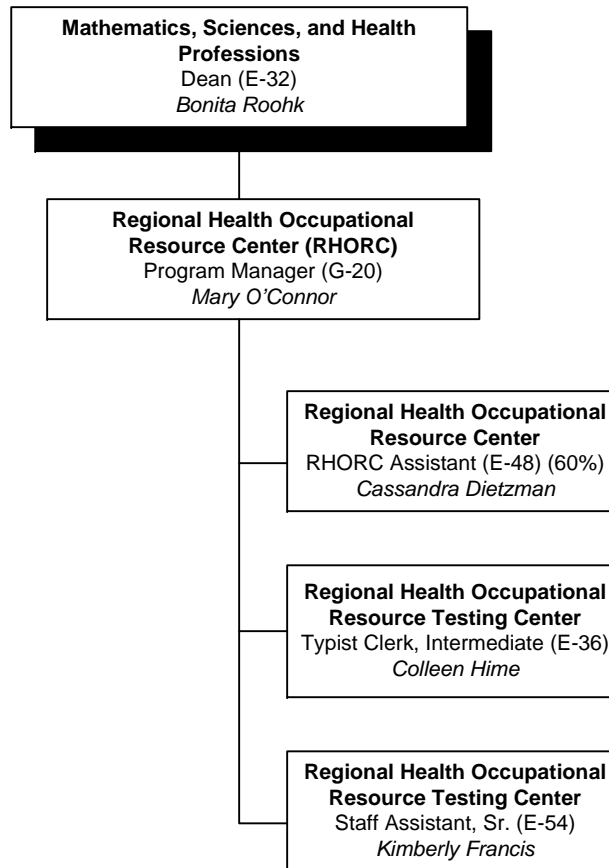 Mathematics, Sciences, and Health
Professions
Dean (E-32)
Bonita Roohk
Regional Health Occupational
Resource Center (RHORC)
Program Manager (G-20)
Mary O’Connor
Regional Health Occupational
Resource Center
RHORC Assistant (E-48) (60%)
Cassandra Dietzman
Regional Health Occupational
Resource Testing Center
Typist Clerk, Intermediate (E-36)
Colleen Hime
Regional Health Occupational
Resource Testing Center
Staff Assistant, Sr. (E-54)
Kimberly Francis